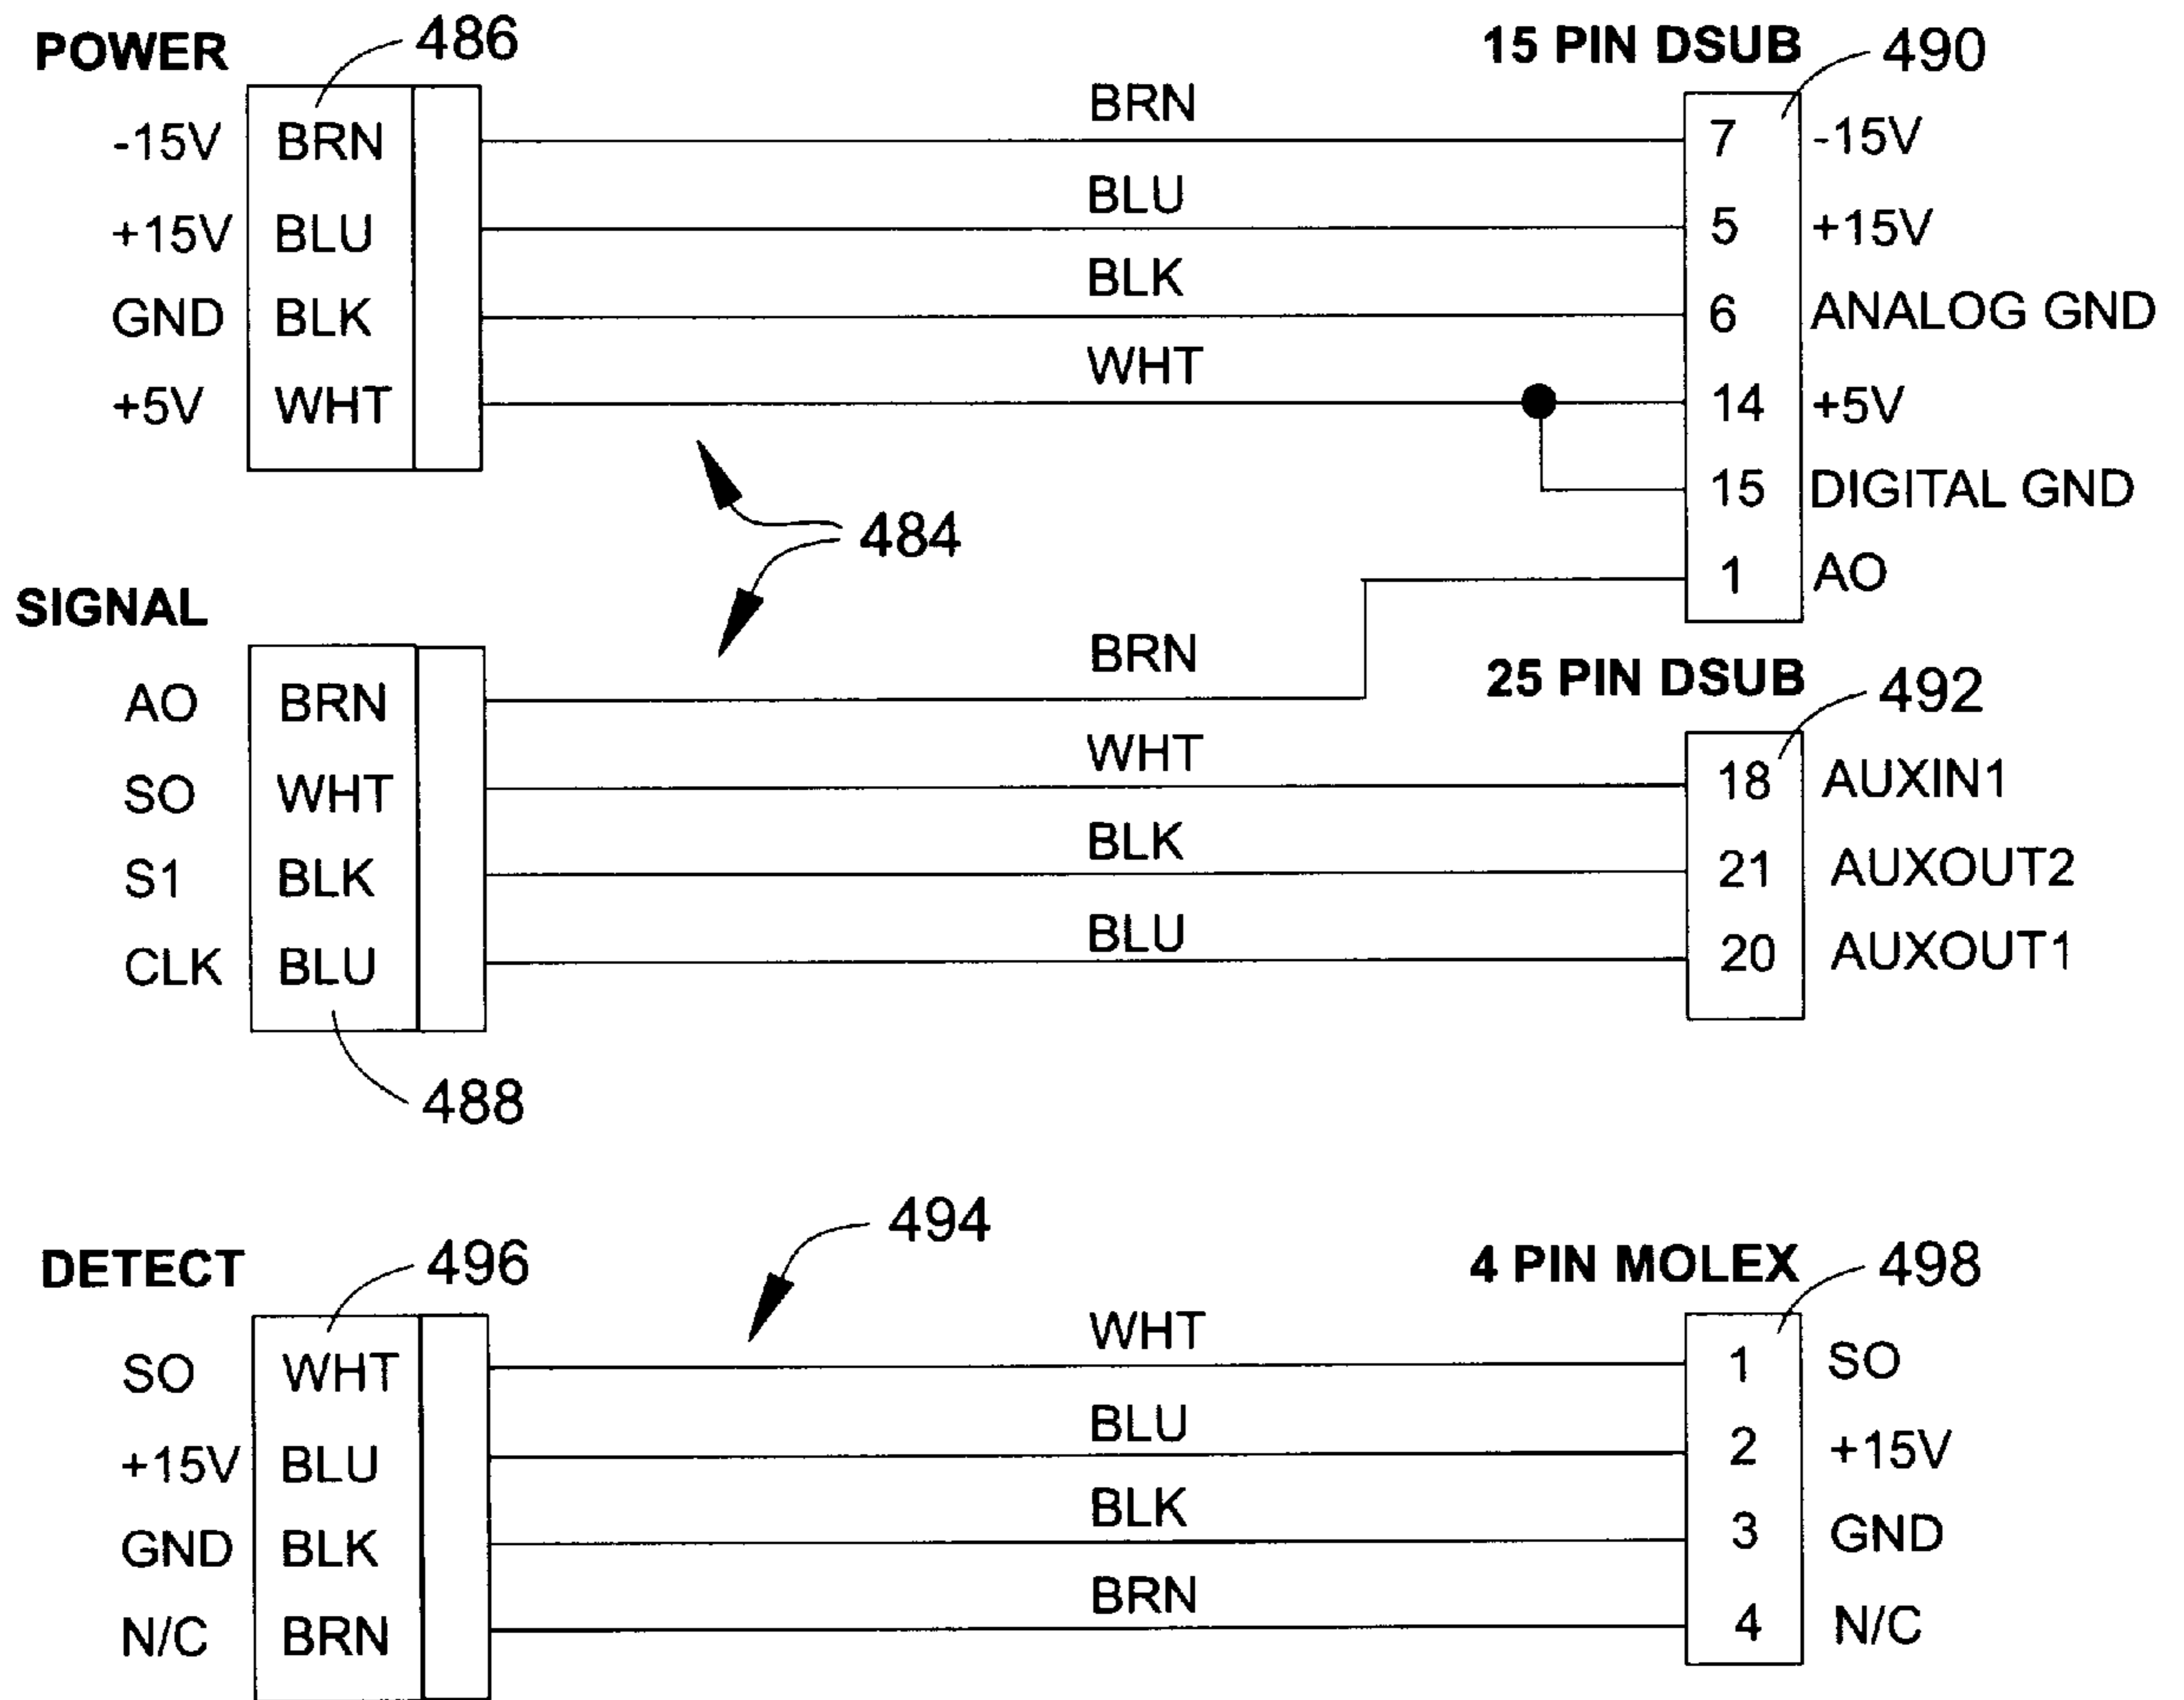 POWER 486 15 PIN DSUB 490
-15V BRN BRN 7 -15V
+15V BLU BLU 5 +15V
GND BLK BLK 6 ANALOG GND
+5V WHT WHT 14 +5V
15 DIGITAL GND
484
1 AO
SIGNAL
AO BRN BRN
25 PIN DSUB 492
SO WHT WHT 18 AUXIN1
S1 BLK BLK 21 AUXOUT2
CLK BLU BLU 20 AUXOUT1
488
494
DETECT 496 4 PIN MOLEX 498
SO WHT WHT 1 SO
+15V BLU BLU 2 +15V
GND BLK BLK 3 GND
N/C BRN BRN 4 N/C